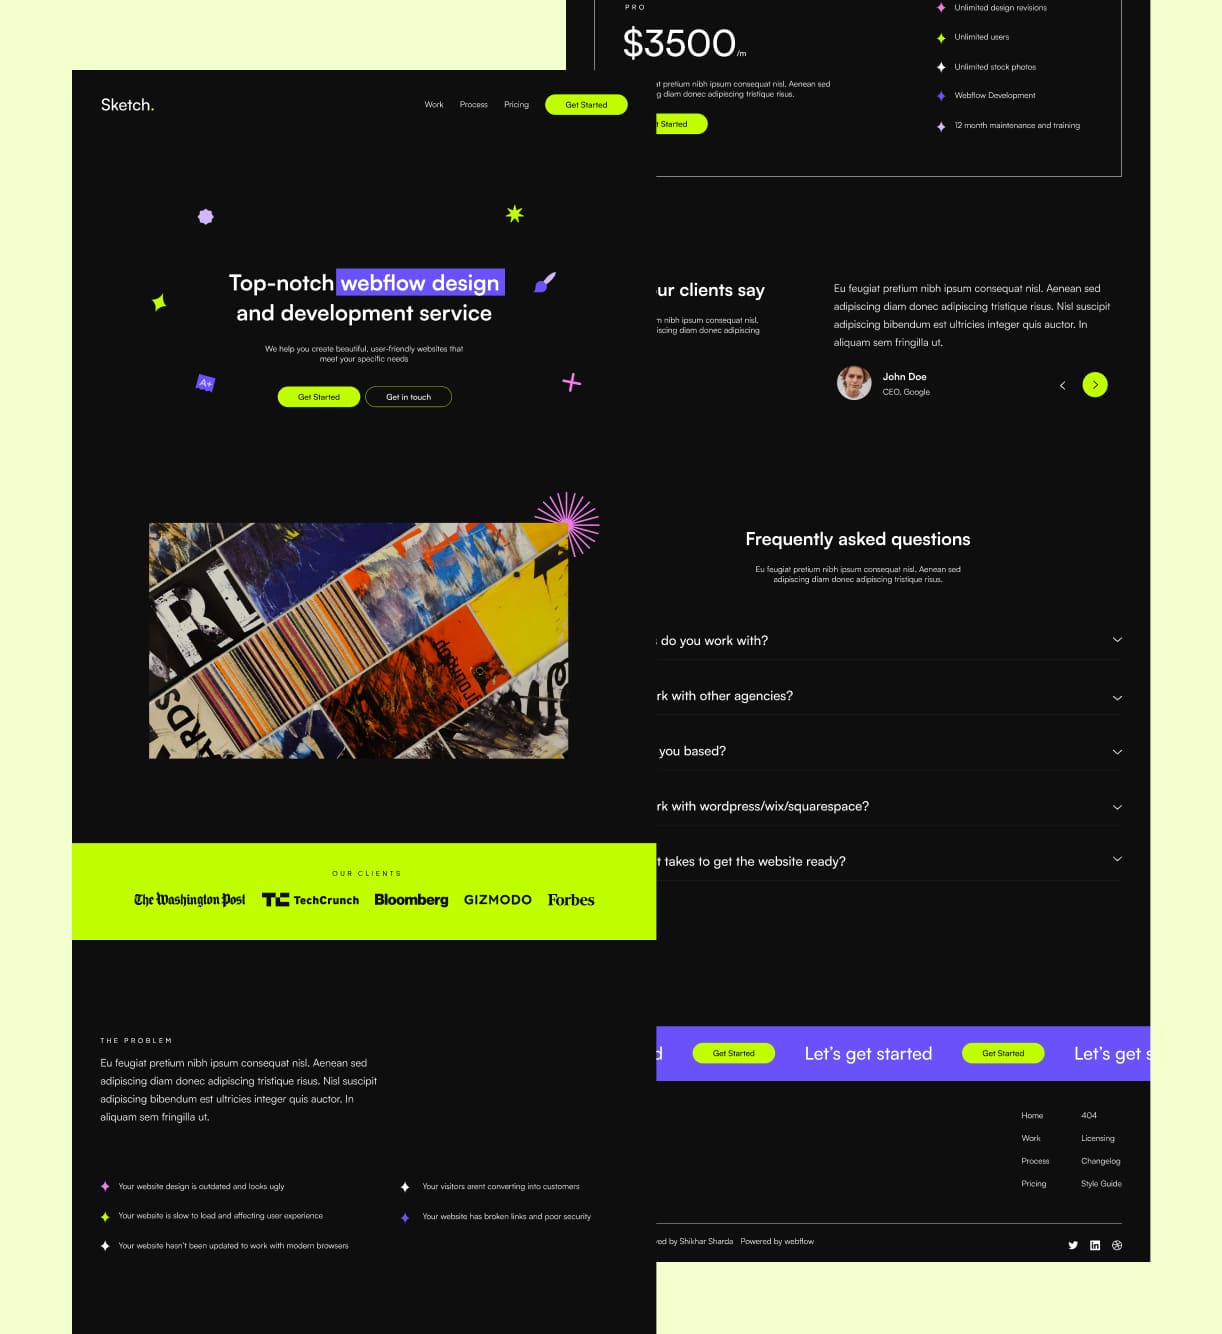 Sketch.
Work
Process
Pricing
Get Started
Top-notch webflow design
and development service
We help you create beautiful, user-friendly websites that
meet your specific needs
A+
Get Started
Get in touch
OUR CLIENTS
The Washington Post
TechCrunch
Bloomberg
GIZMODO
Forbes
THE PROBLEM
Eu feugiat pretium nibh ipsum consequat nisl. Aenean sed
adipiscing diam donec adipiscing tristique risus. Nisl suscipit
adipiscing bibendum est ultricies integer quis auctor. In
aliquam sem fringilla ut.
Your website design is outdated and looks ugly
Your website is slow to load and affecting user experience
Your website hasn't been updated to work with modern browsers
Your visitors arent converting into customers
Your website has broken links and poor security
PRO
$3500/m
pretium nibh ipsum consequat nisl. Aenean sed
diam donec adipiscing tristique risus.
Started
Unlimited design revisions
Unlimited users
Unlimited stock photos
Webflow Development
12 month maintenance and training
ur clients say
nibh ipsum consequat nisl.
iscing diam donec adipiscing
Eu feugiat pretium nibh ipsum consequat nisl. Aenean sed
adipiscing diam donec adipiscing tristique risus. Nisl suscipit
adipiscing bibendum est ultricies integer quis auctor. In
aliquam sem fringilla ut.
John Doe
CEO, Google
Frequently asked questions
Eu feugiat pretium nibh ipsum consequat nisl. Aenean sed
adipiscing diam donec adipiscing tristique risus.
do you work with?
rk with other agencies?
you based?
rk with wordpress/wix/squarespace?
t takes to get the website ready?
Get Started
Let's get started
Get Started
Let's get s
Home
Work
Process
Pricing
404
Licensing
Changelog
Style Guide
ved by Shikhar Sharda
Powered by webflow